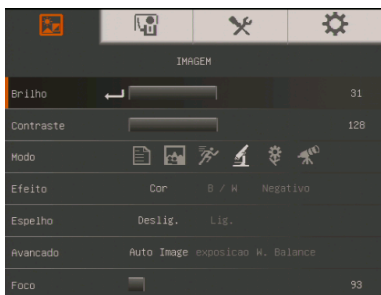 IMAGEM
Brilho 31
Contraste 128
Modo
Efeito Cor B / W Negativo
Espelho Deslig. Lig.
Avancado Auto Image exposicao W. Balance
Foco 93